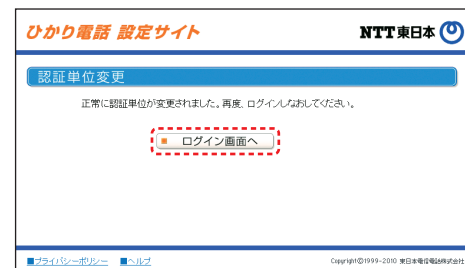 ひかり電話 設定サイト
NTT東日本
認証単位変更
正常に認証単位が変更されました。再度、ログインしなおしてください。
ログイン画面へ
■プライバシーポリシー ■ヘルプ
Copyright©1999-2010 東日本電信電話株式会社